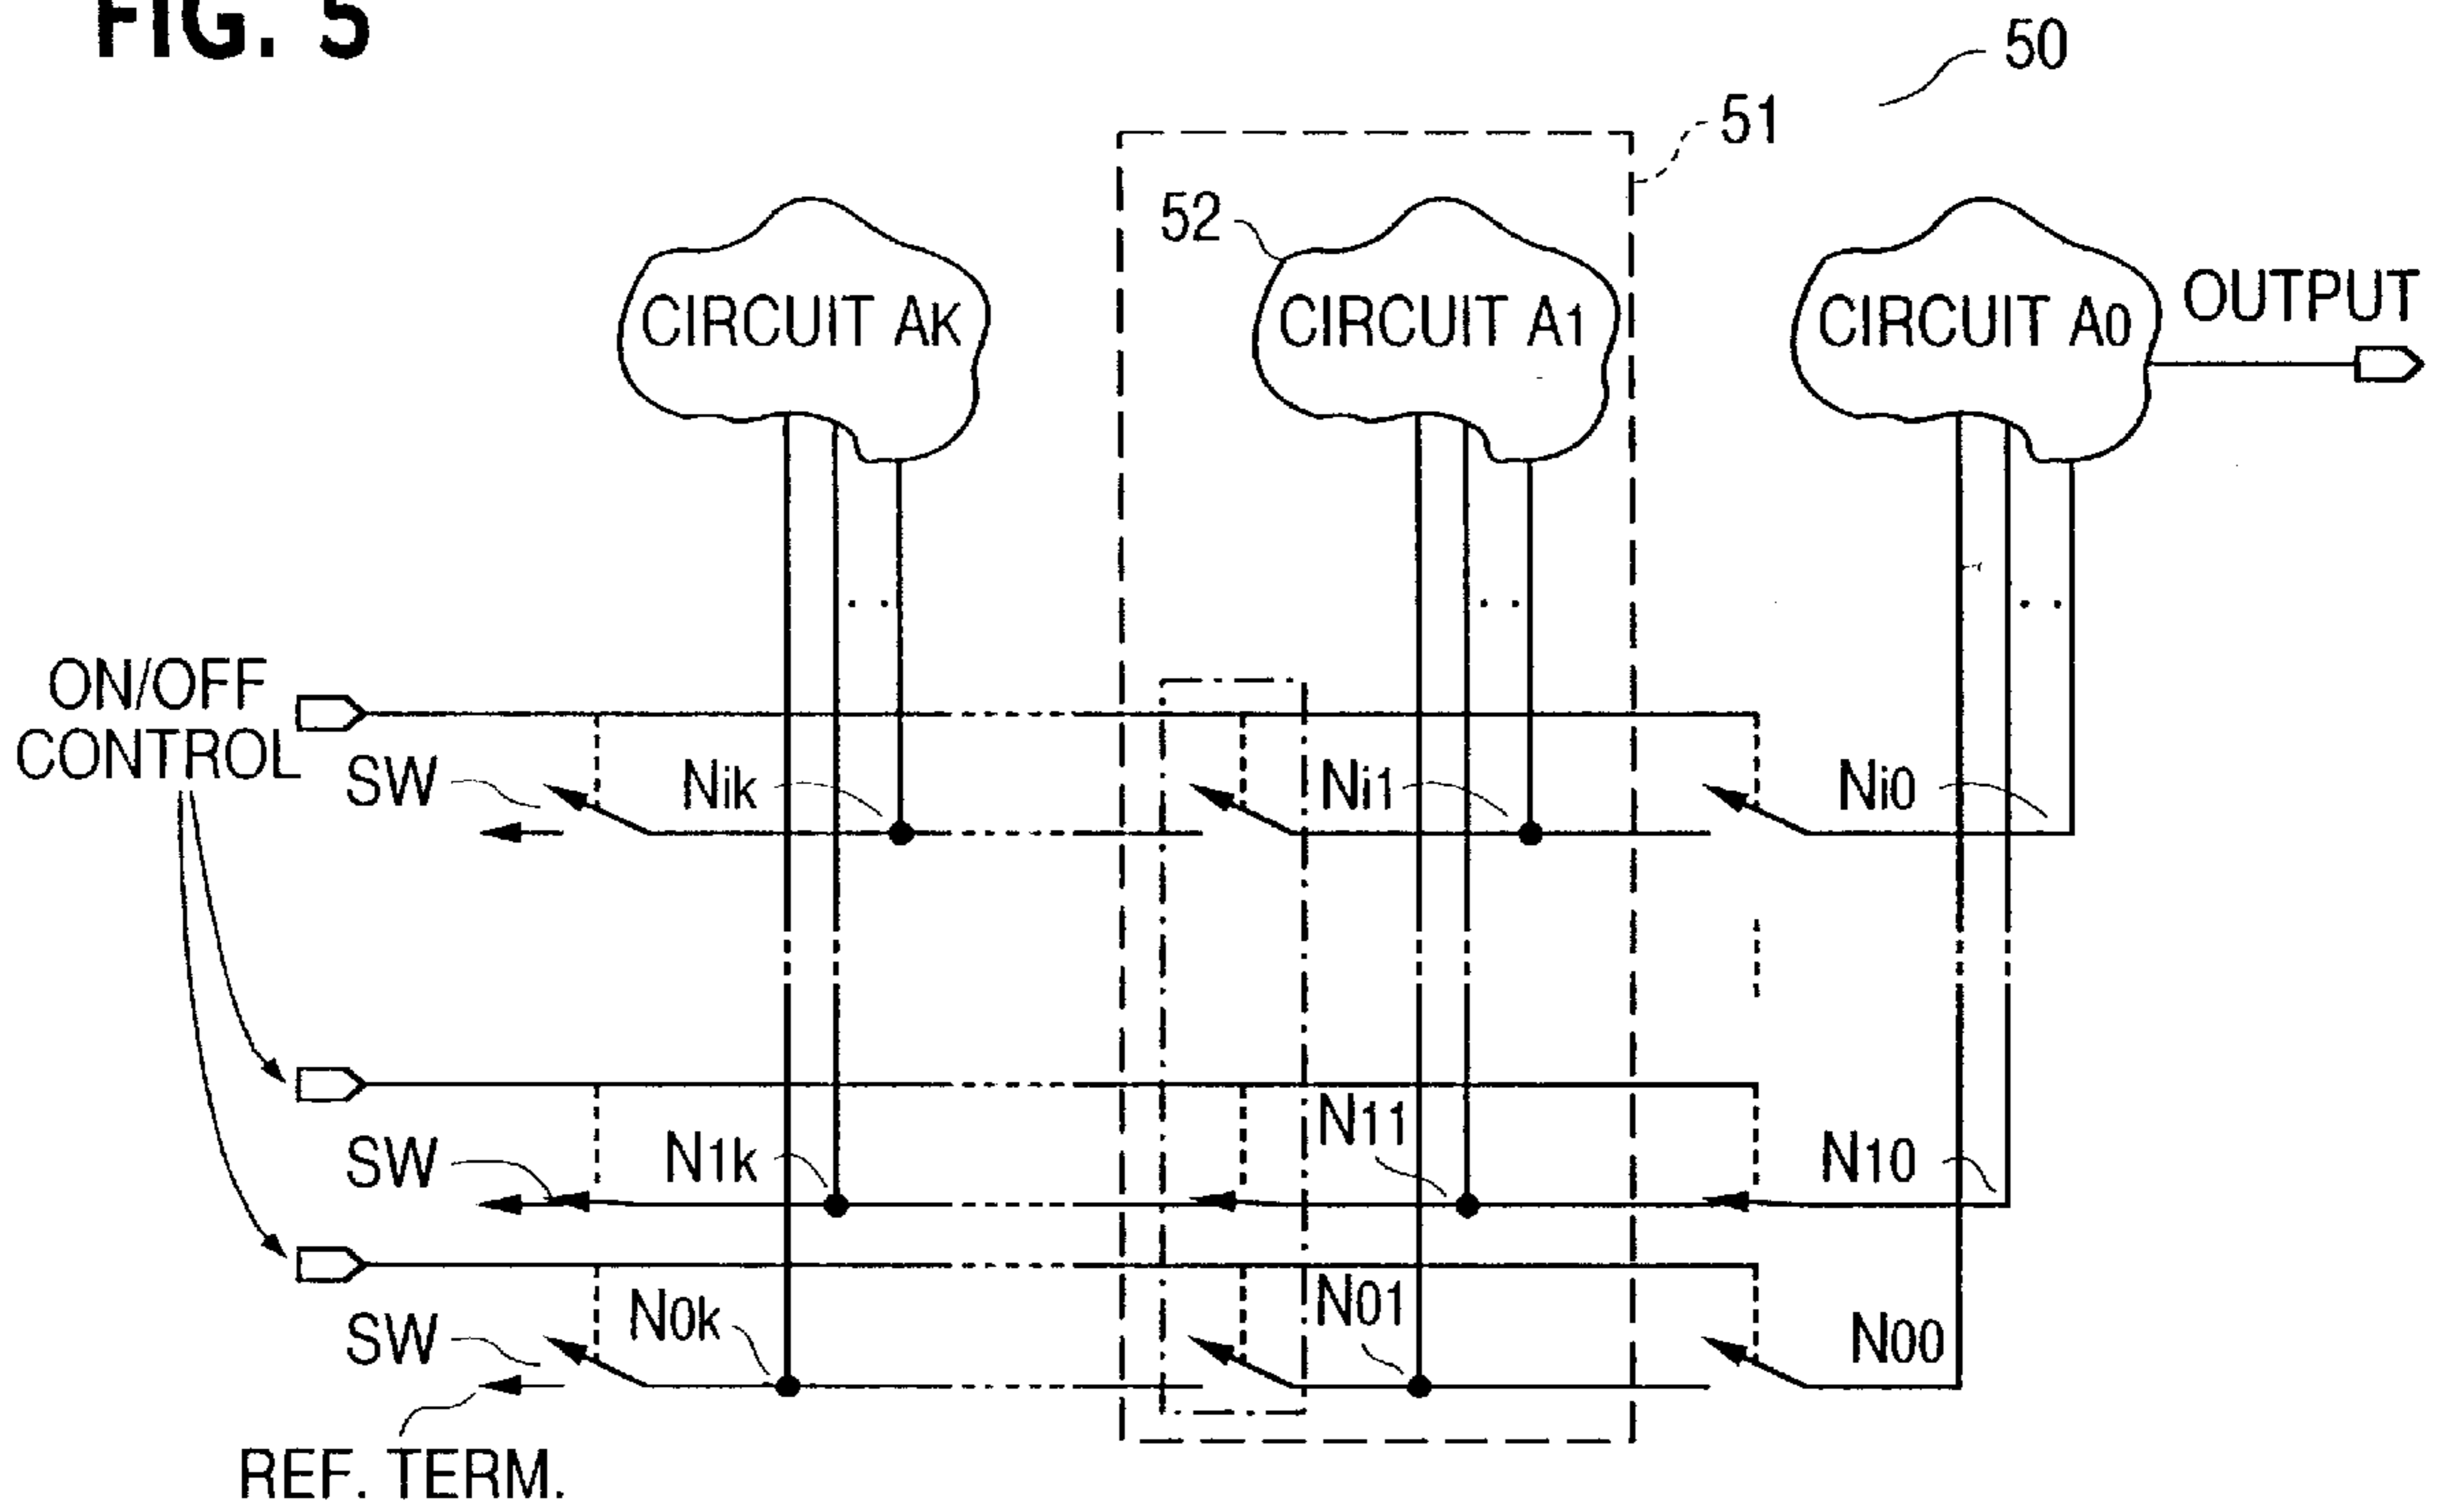 FIG. 5
50
51
52
CIRCUIT AK
CIRCUIT A1
CIRCUIT A0
OUTPUT
ON/OFF
CONTROL
SW
Nik
Ni1
Ni0
SW
N1k
N11
N10
SW
N0k
N01
N00
REF. TERM.